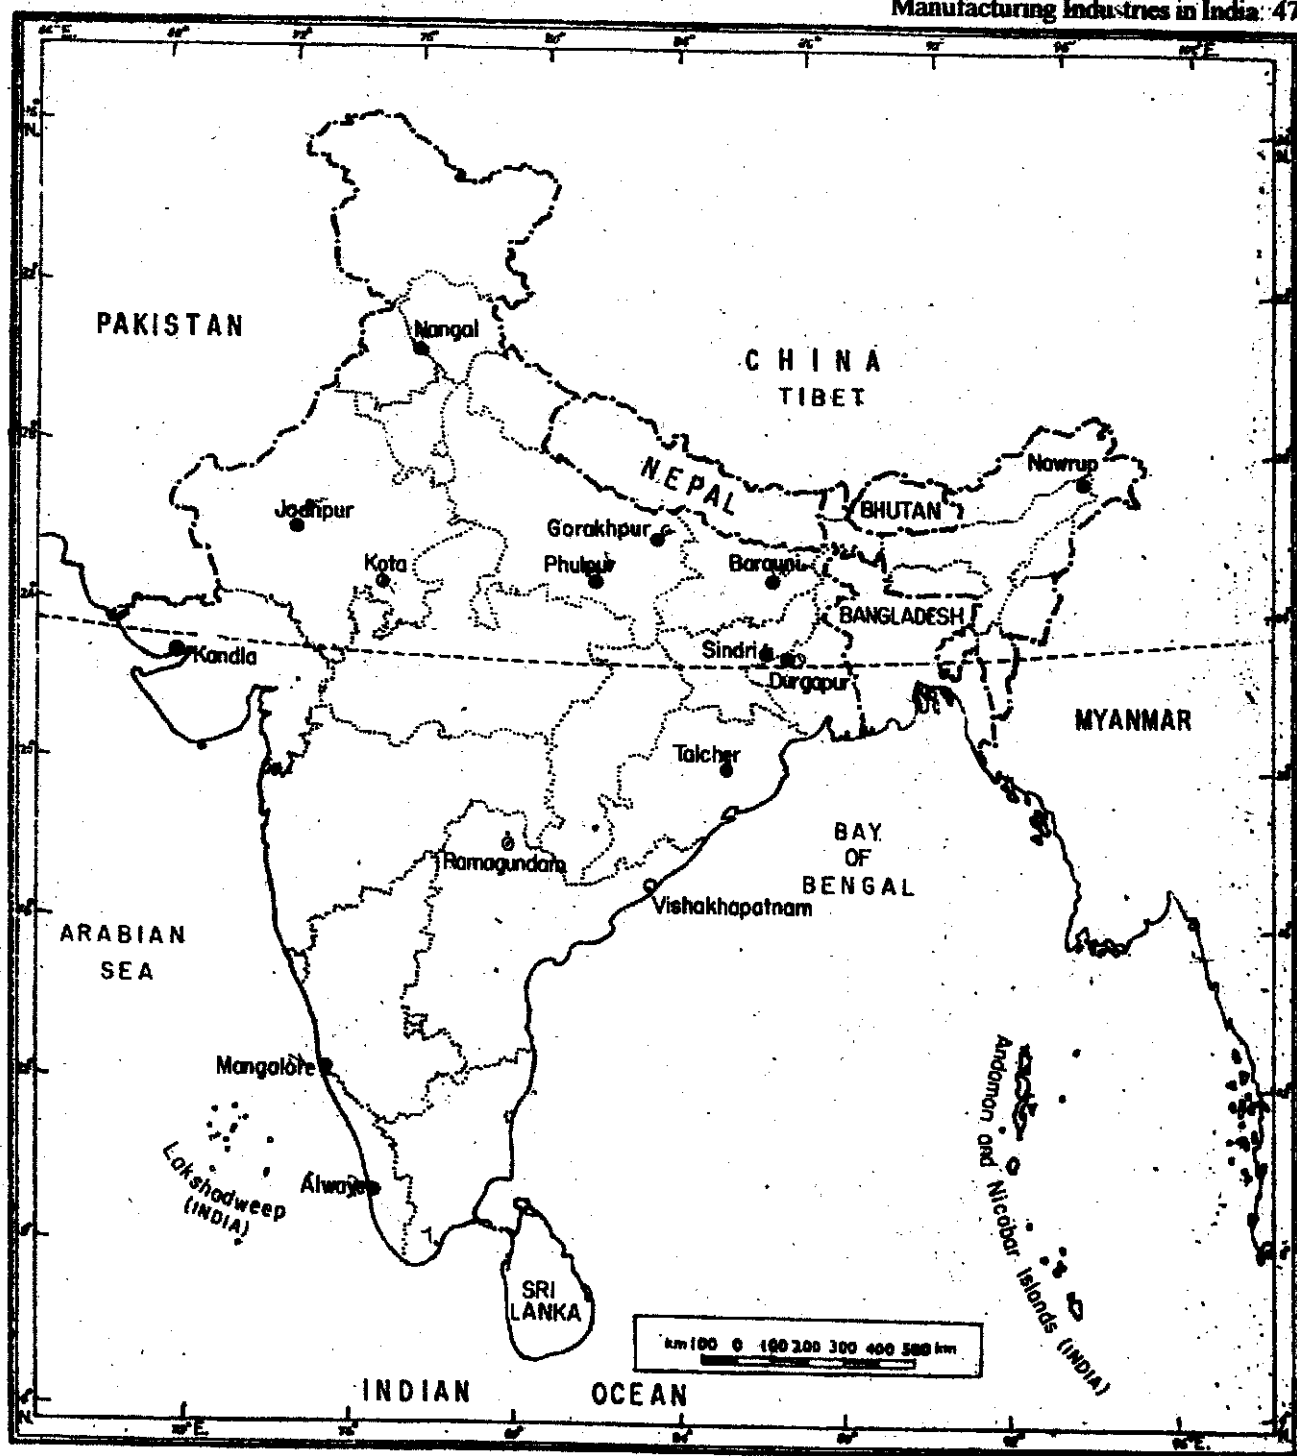 Manufacturing Industries in India: 47
PAKISTAN
Nangal
CHINA
TIBET
NEPAL
Nawrup
BHUTAN
Jodhpur
Gorakhpur
Kota
Phulpur
Barauni
BANGLADESH
Kandla
Sindri
Durgapur
MYANMAR
Talcher
BAY
OF
BENGAL
Ramagundam
Vishakhapatnam
ARABIAN
SEA
Mangalore
Andaman and Nicobar Islands (INDIA)
Lakshadweep
(INDIA)
Alwaye
SRI
LANKA
km 100 0 100 200 300 400 500 km
INDIAN OCEAN